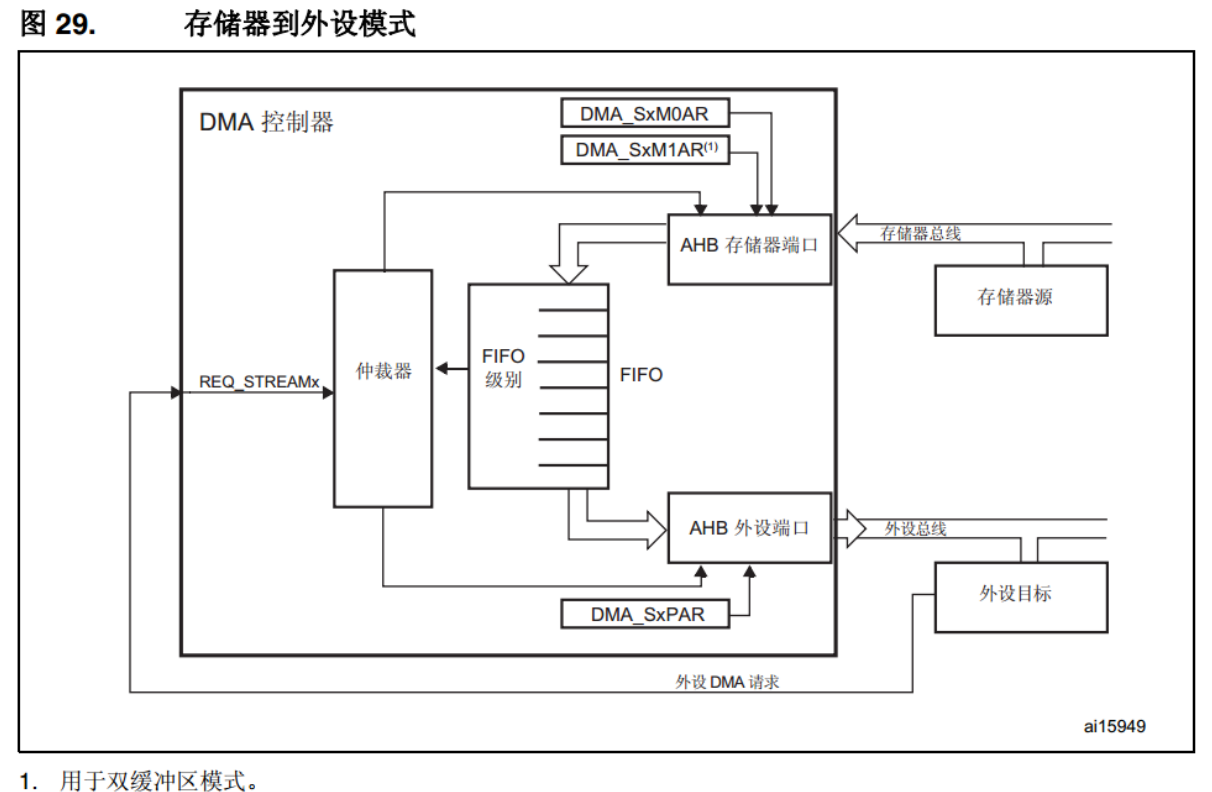 图 29. 存储器到外设模式
DMA 控制器
DMA_SxM0AR
DMA_SxM1AR(1)
AHB 存储器端口
存储器总线
存储器源
仲裁器
FIFO
级别
FIFO
REQ_STREAMx
AHB 外设端口
外设总线
外设目标
DMA_SxPAR
外设 DMA 请求
ai15949
1. 用于双缓冲区模式。